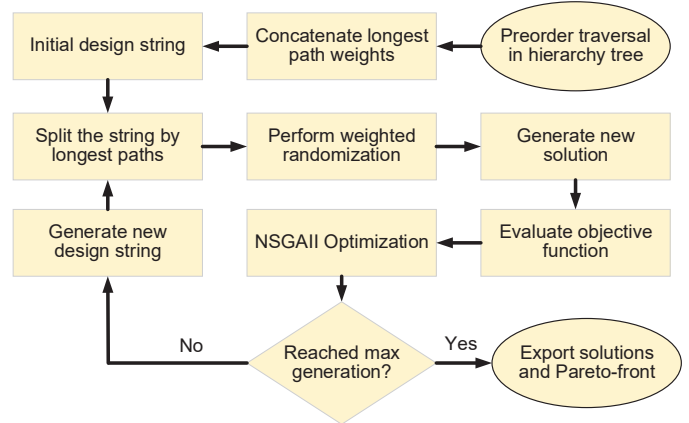 Initial design string
Concatenate longest
path weights
Preorder traversal
in hierarchy tree
Split the string by
longest paths
Perform weighted
randomization
Generate new
solution
Generate new
design string
NSGAII Optimization
Evaluate objective
function
No
Reached max
generation?
Yes
Export solutions
and Pareto-front